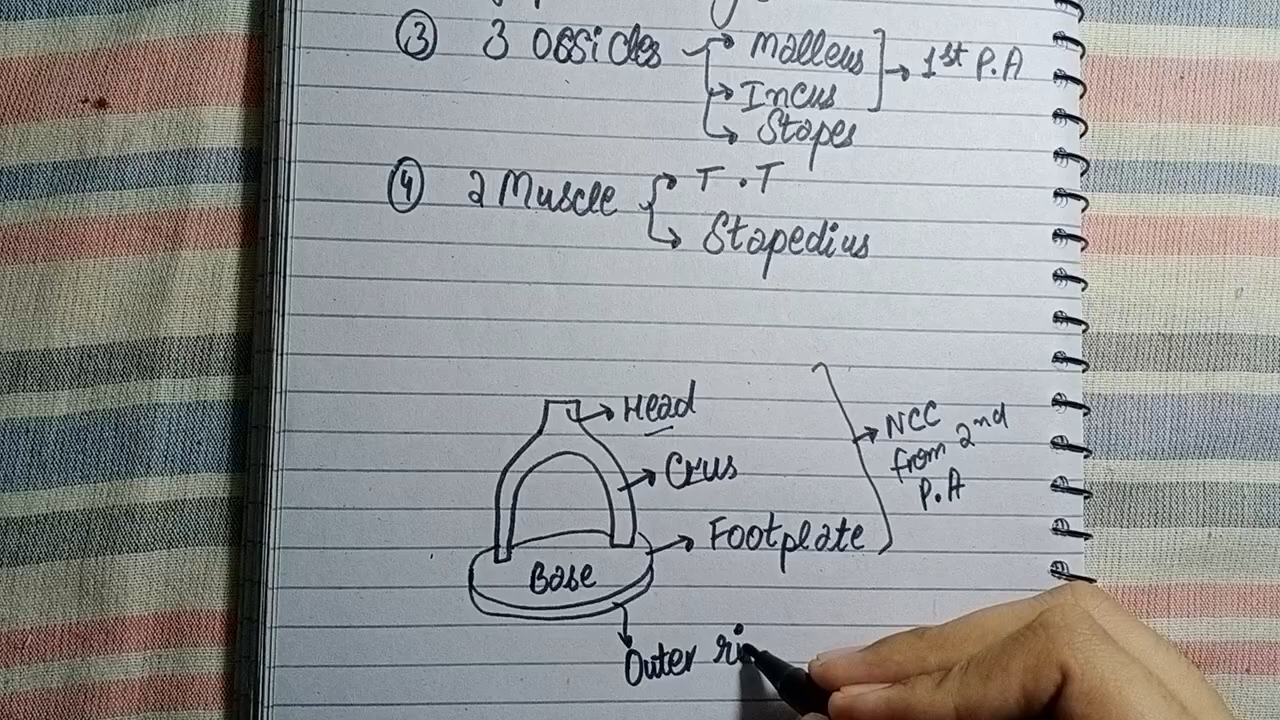 ③ 3 Ossicles → Malleus
→ Incus
→ Stapes
→ 1st P.A
④ 2 Muscle → T.T
→ Stapedius
→ Head
→ Crus
→ Footplate
Base
→ NCC
from 2nd
P.A
Outer ri